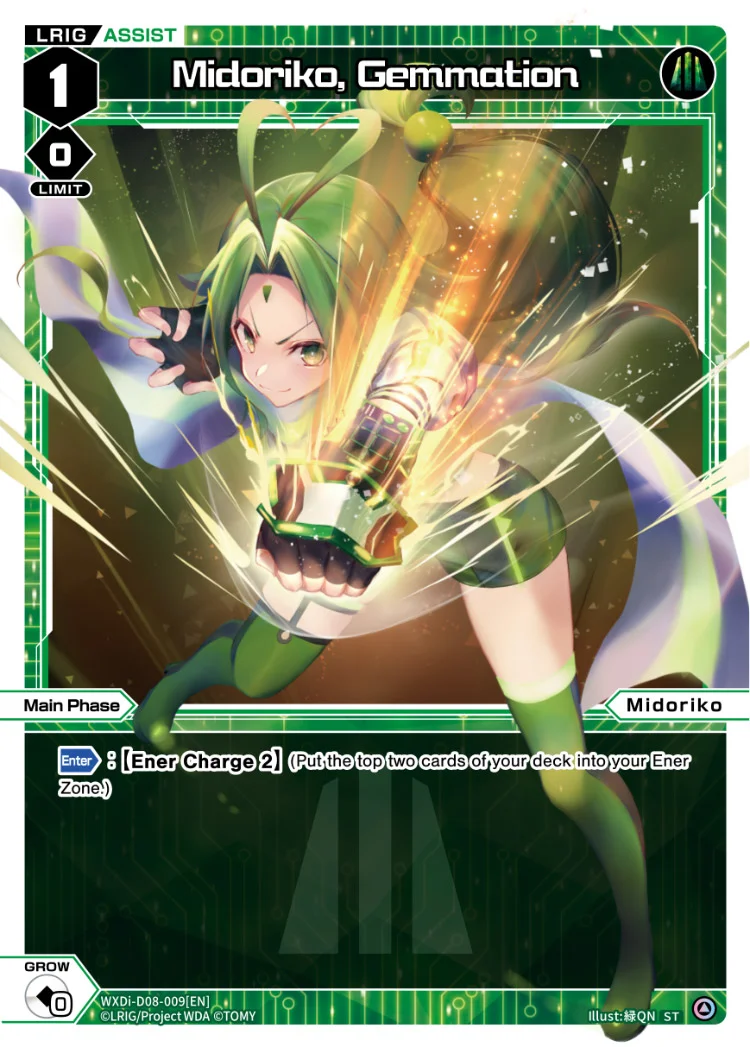 LRIG ASSIST
1
Midoriko, Gemmation
0
LIMIT
Main Phase
Midoriko
Enter : 【Ener Charge 2】 (Put the top two cards of your deck into your Ener
Zone.)
GROW
0
WXDi-D08-009[EN]
©LRIG/Project WDA ©TOMY
Illust:緑QN ST